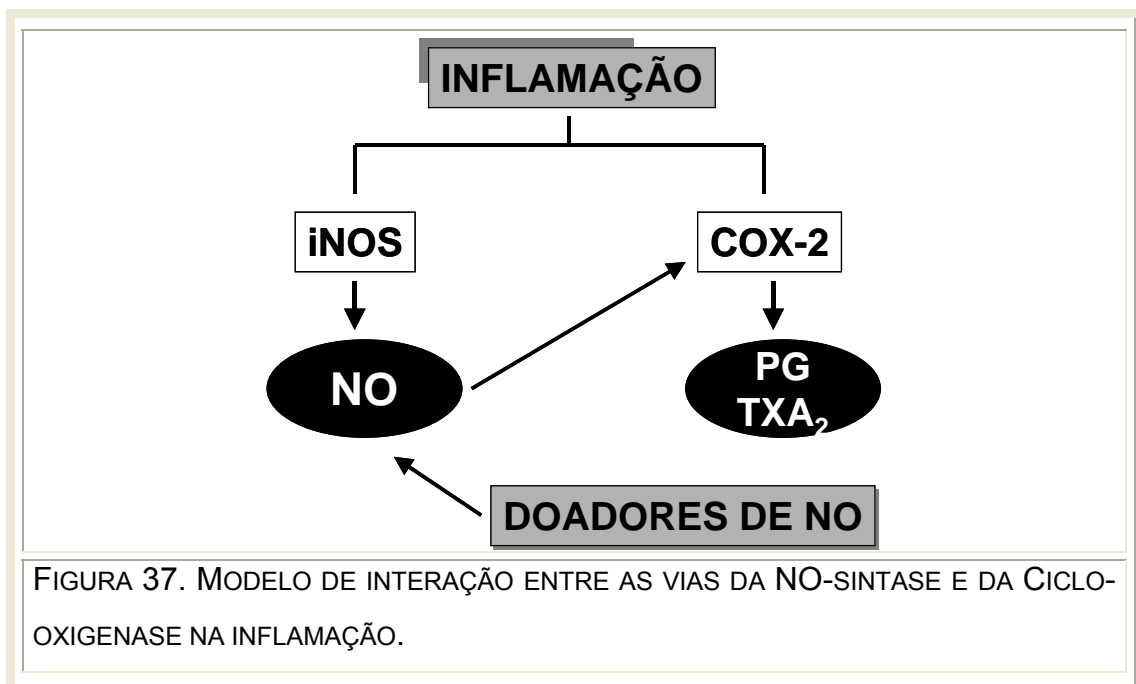 INFLAMAÇÃO
iNOS
COX-2
NO
PG
TXA₂
DOADORES DE NO
FIGURA 37. MODELO DE INTERAÇÃO ENTRE AS VIAS DA NO-SINTASE E DA CICLO-
OXIGENASE NA INFLAMAÇÃO.